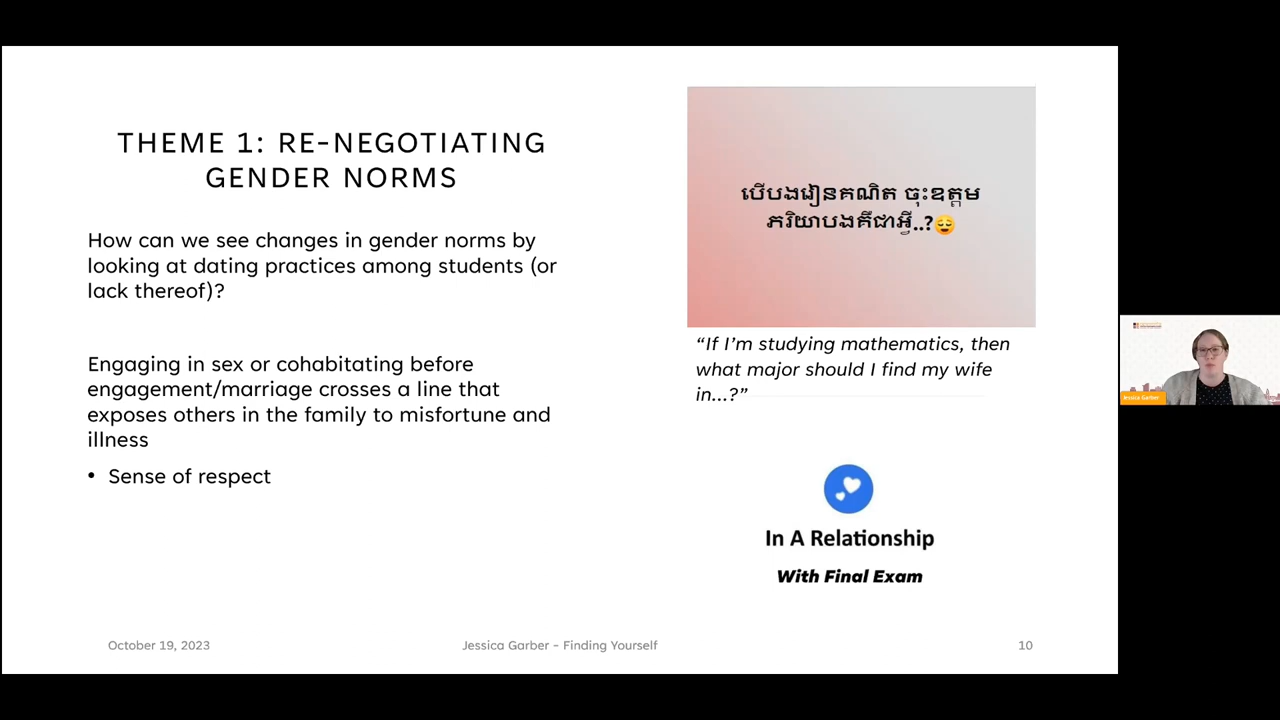 THEME 1: RE-NEGOTIATING
GENDER NORMS
How can we see changes in gender norms by
looking at dating practices among students (or
lack thereof)?
Engaging in sex or cohabitating before
engagement/marriage crosses a line that
exposes others in the family to misfortune and
illness
• Sense of respect
បើបងរៀនគណិត ចុះឧត្តម
ភរិយាបងគឺជាអ្វី..?😌
“If I’m studying mathematics, then
what major should I find my wife
in...?”
In A Relationship
With Final Exam
October 19, 2023
Jessica Garber – Finding Yourself
10
Jessica Garber